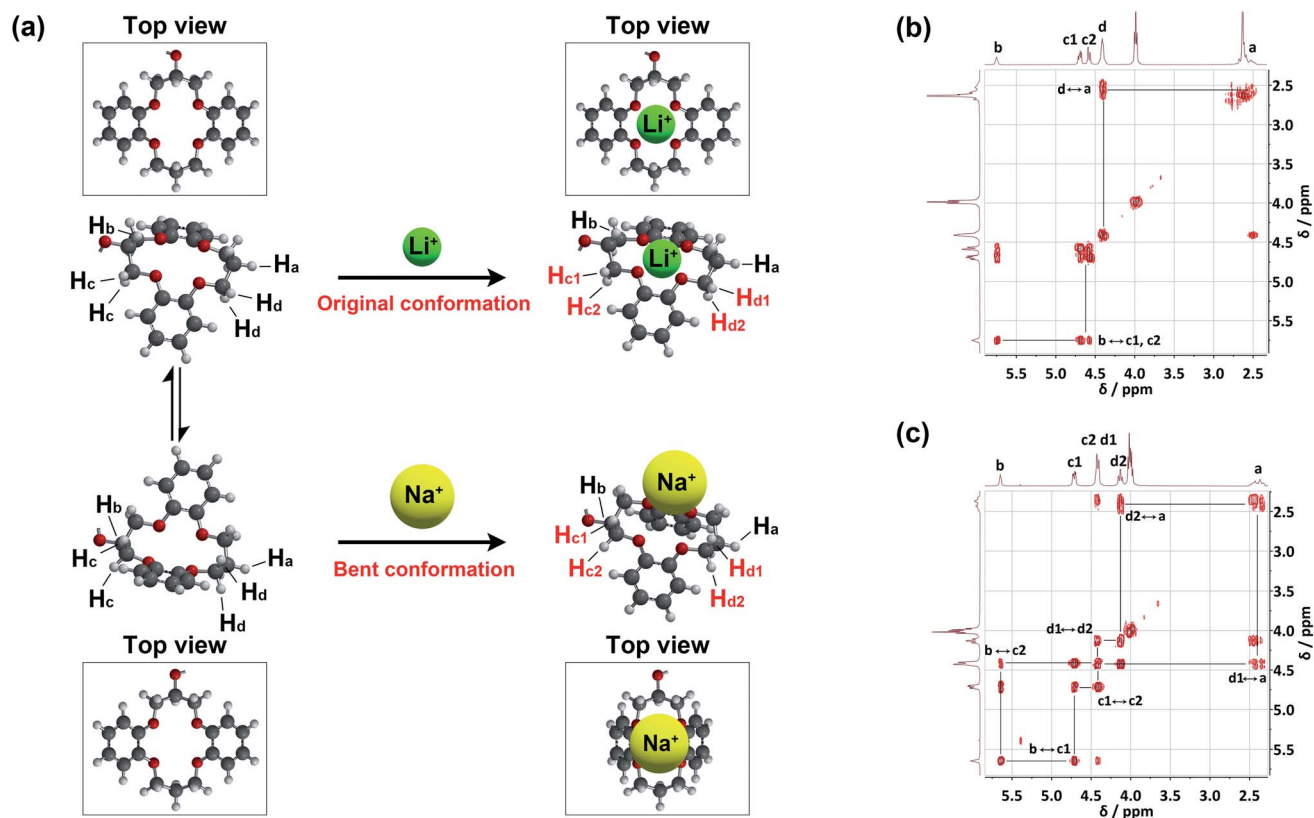 (a)
Top view
Top view
Li⁺
Hb
Hc
Hc
Ha
Hd
Hd
Li⁺
Original conformation
Hb
Li⁺
Hc1
Hc2
Ha
Hd1
Hd2
Hb
Hc
Hc
Ha
Hd
Hd
Na⁺
Bent conformation
Na⁺
Hb
Hc1
Hc2
Ha
Hd1
Hd2
Top view
Top view
Na⁺
(b)
b
c1 c2
d
a
d↔a
b ↔ c1, c2
2.5
3.0
3.5
4.0
4.5
5.0
5.5
δ / ppm
5.5 5.0 4.5 4.0 3.5 3.0 2.5
δ / ppm
(c)
c2 d1
b
c1
d2
a
d2↔a
d1↔d2
b ↔ c2
d1↔a
c1↔c2
b ↔ c1
2.5
3.0
3.5
4.0
4.5
5.0
5.5
δ / ppm
5.5 5.0 4.5 4.0 3.5 3.0 2.5
δ / ppm